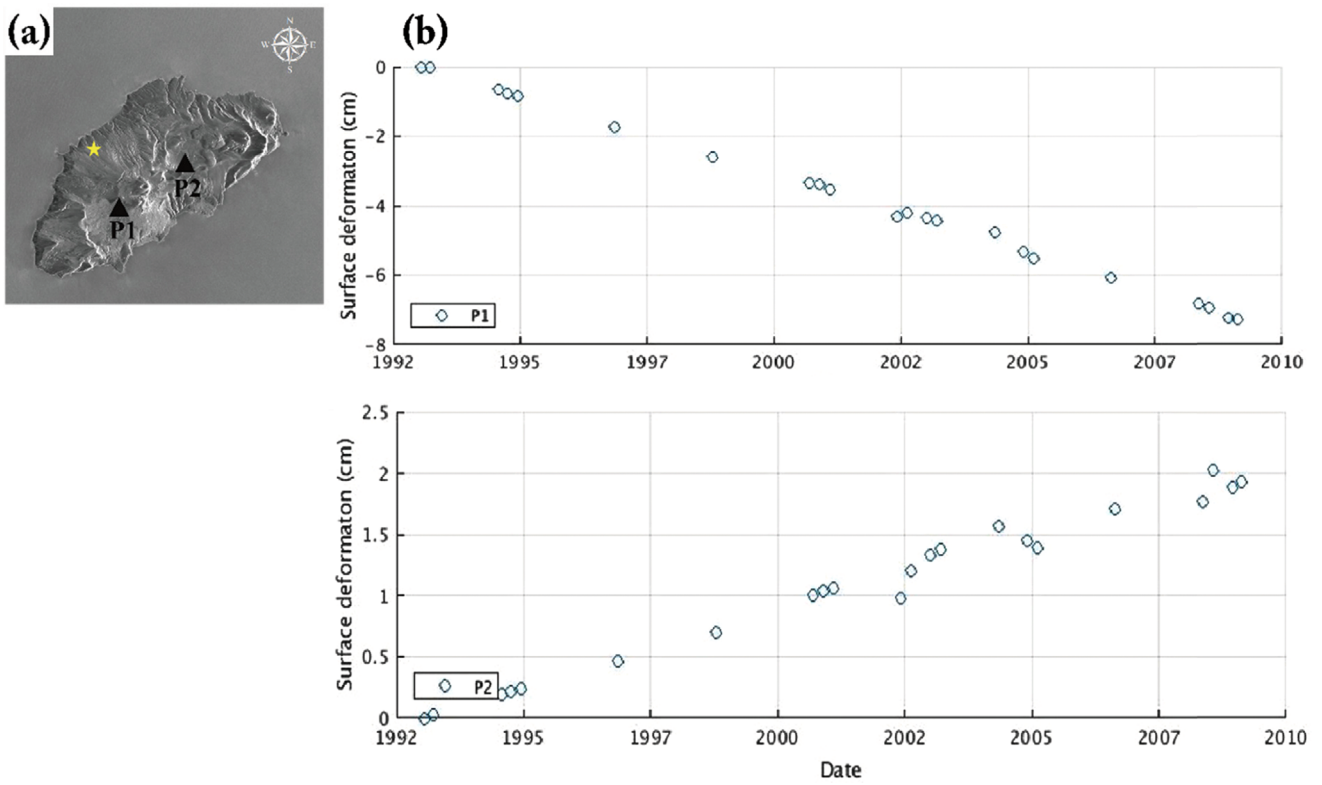 (a)
N
W E
S
P2
P1
(b)
Surface deformaton (cm)
0
-2
-4
-6
-8
P1
1992 1995 1997 2000 2002 2005 2007 2010
Surface deformaton (cm)
2.5
2
1.5
1
0.5
0
P2
1992 1995 1997 2000 2002 2005 2007 2010
Date